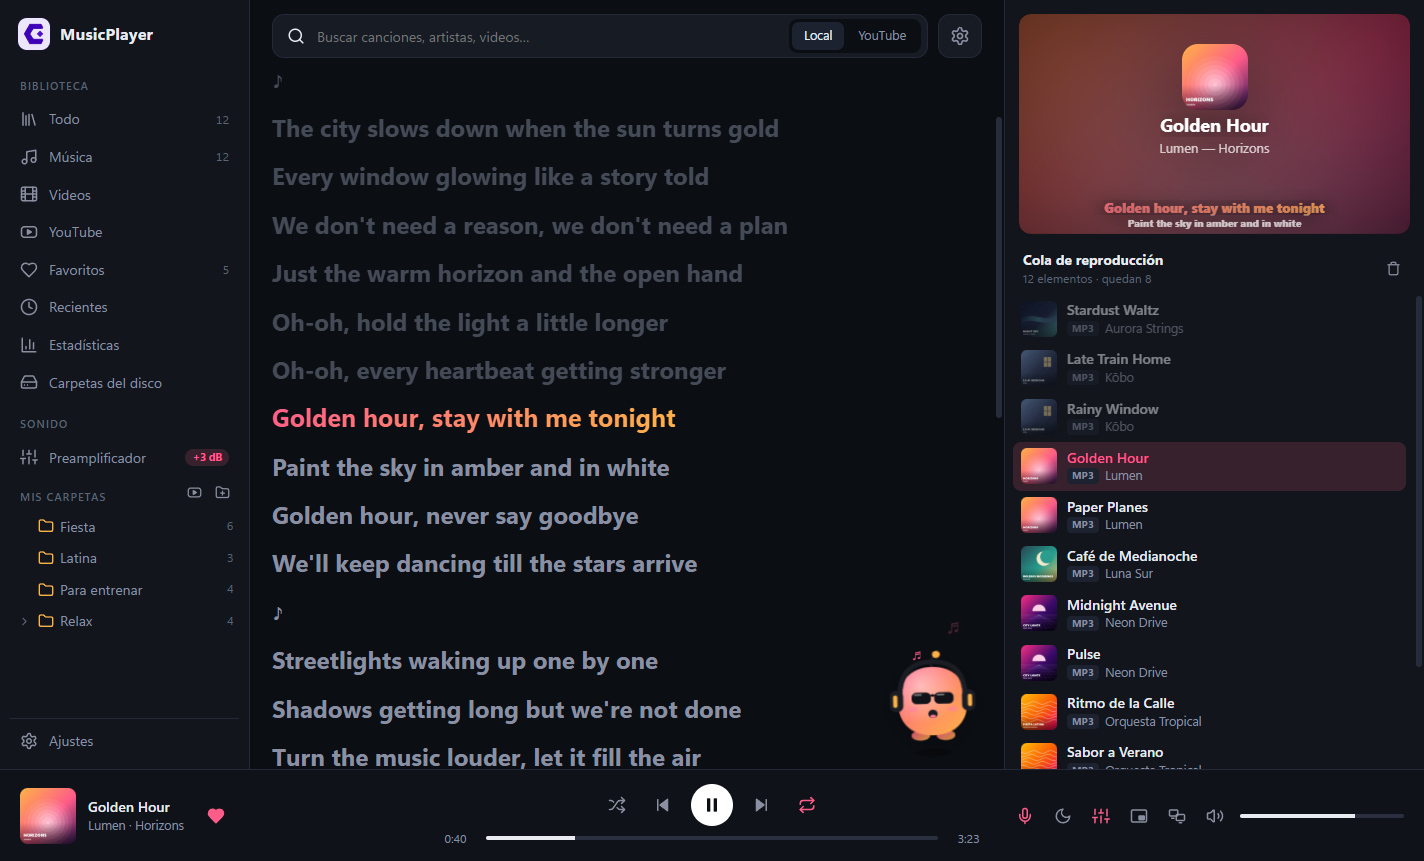 MusicPlayer
BIBLIOTECA
Todo 12
Música 12
Videos
YouTube
Favoritos 5
Recientes
Estadísticas
Carpetas del disco
SONIDO
Preamplificador +3 dB
MIS CARPETAS
Fiesta 6
Latina 3
Para entrenar 4
Relax 4
Ajustes
Buscar canciones, artistas, videos...
Local YouTube
♪
The city slows down when the sun turns gold
Every window glowing like a story told
We don't need a reason, we don't need a plan
Just the warm horizon and the open hand
Oh-oh, hold the light a little longer
Oh-oh, every heartbeat getting stronger
Golden hour, stay with me tonight
Paint the sky in amber and in white
Golden hour, never say goodbye
We'll keep dancing till the stars arrive
♪
Streetlights waking up one by one
Shadows getting long but we're not done
Turn the music louder, let it fill the air
HORIZONS
Golden Hour
Lumen — Horizons
Golden hour, stay with me tonight
Paint the sky in amber and in white
Cola de reproducción
12 elementos · quedan 8
Stardust Waltz
MP3 Aurora Strings
Late Train Home
MP3 Kōbo
Rainy Window
MP3 Kōbo
Golden Hour
MP3 Lumen
Paper Planes
MP3 Lumen
Café de Medianoche
MP3 Luna Sur
Midnight Avenue
MP3 Neon Drive
Pulse
MP3 Neon Drive
Ritmo de la Calle
MP3 Orquesta Tropical
Sabor a Verano
MP3 Orquesta Tropical
HORIZONS
Golden Hour
Lumen · Horizons
0:40
3:23